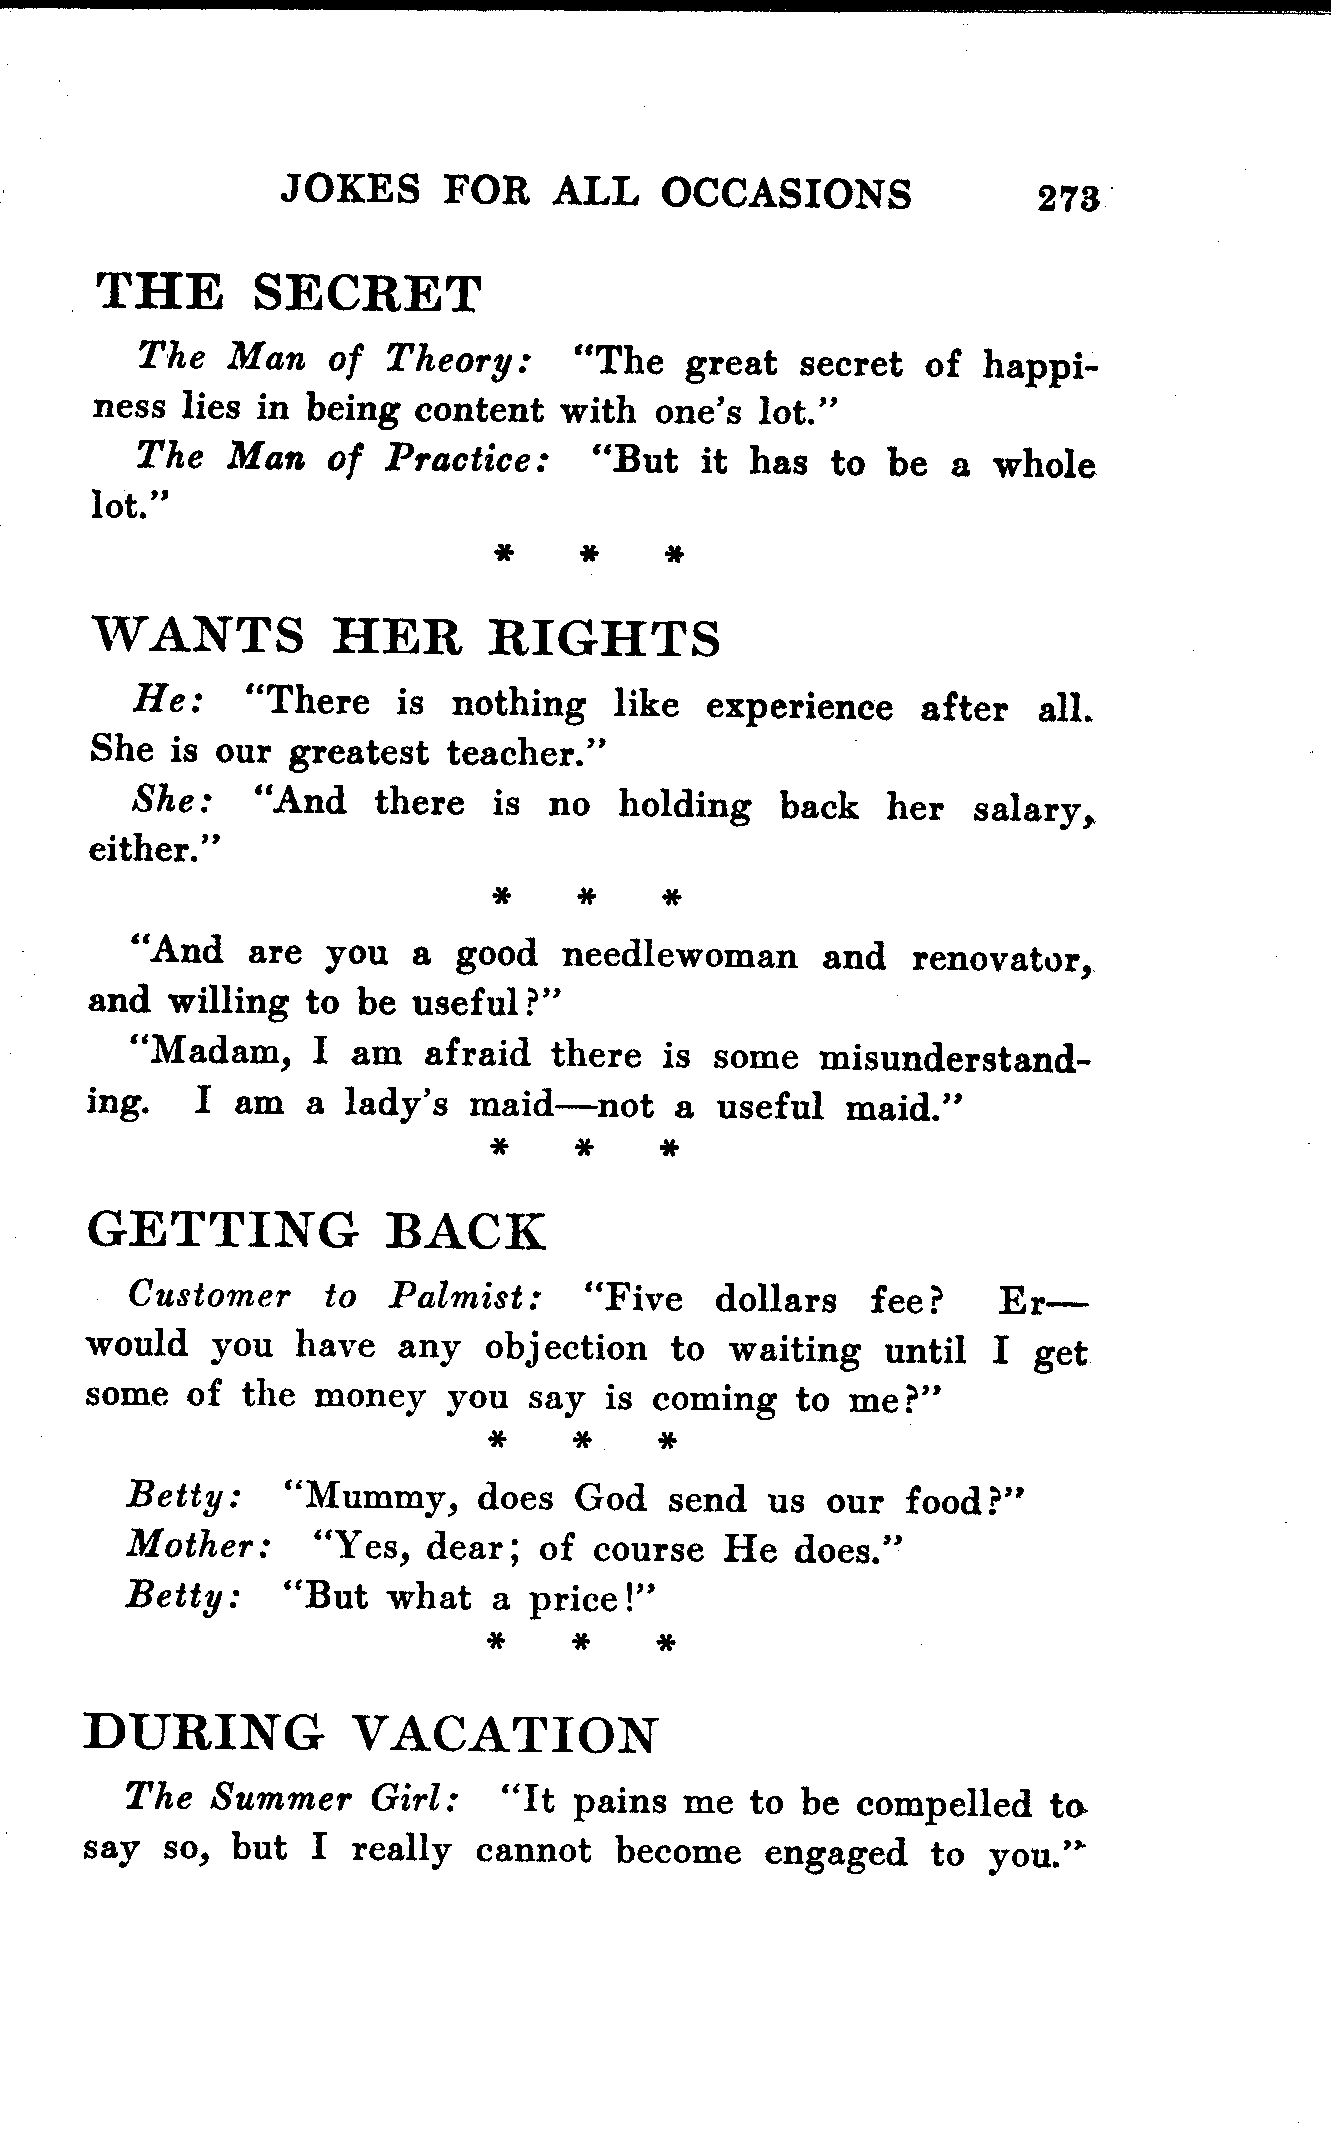 JOKES FOR ALL OCCASIONS 273
THE SECRET
The Man of Theory: "The great secret of happi-
ness lies in being content with one's lot."
The Man of Practice: "But it has to be a whole
lot."
* * *
WANTS HER RIGHTS
He: "There is nothing like experience after all.
She is our greatest teacher."
She: "And there is no holding back her salary,
either."
* * *
"And are you a good needlewoman and renovator,
and willing to be useful?"
"Madam, I am afraid there is some misunderstand-
ing. I am a lady's maid—not a useful maid."
* * *
GETTING BACK
Customer to Palmist: "Five dollars fee? Er—
would you have any objection to waiting until I get
some of the money you say is coming to me?"
* * *
Betty: "Mummy, does God send us our food?"
Mother: "Yes, dear; of course He does."
Betty: "But what a price!"
* * *
DURING VACATION
The Summer Girl: "It pains me to be compelled to
say so, but I really cannot become engaged to you."